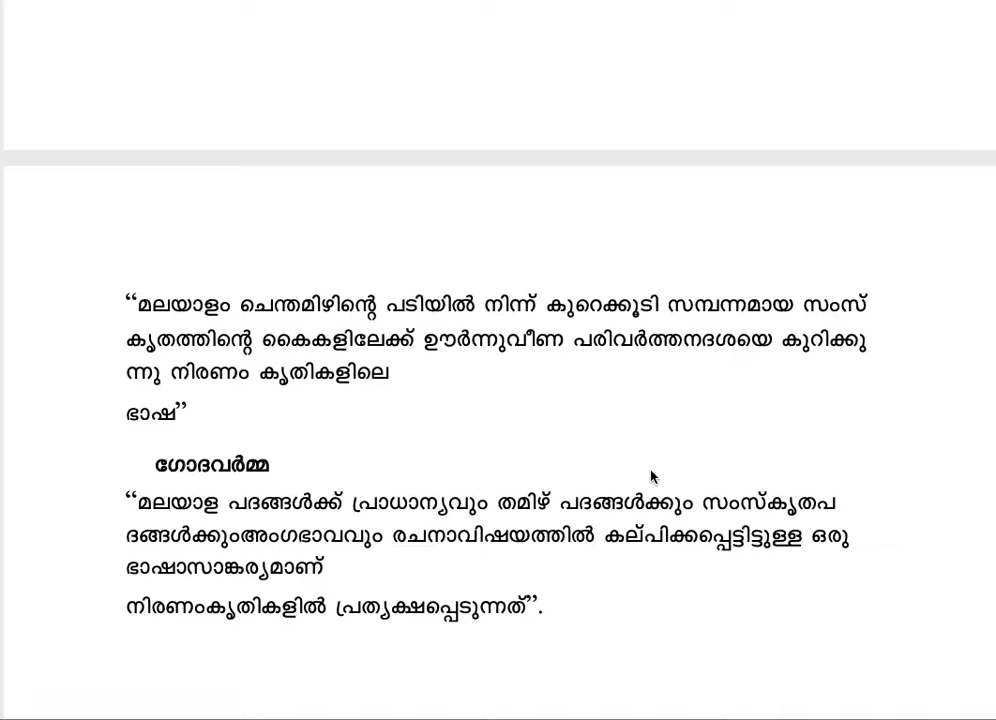 “മലയാളം ചെന്തമിഴിന്റെ പടിയിൽ നിന്ന് കുറെക്കൂടി സമ്പന്നമായ സംസ്
കൃതത്തിന്റെ കൈകളിലേക്ക് ഊർന്നുവീണ പരിവർത്തനദശയെ കുറിക്കു
ന്നു നിരണം കൃതികളിലെ
ഭാഷ”
ഗോദവർമ്മ
“മലയാള പദങ്ങൾക്ക് പ്രാധാന്യവും തമിഴ് പദങ്ങൾക്കും സംസ്കൃതപ
ദങ്ങൾക്കുംഅംഗഭാവവും രചനാവിഷയത്തിൽ കല്പിക്കപ്പെട്ടിട്ടുള്ള ഒരു
ഭാഷാസാങ്കര്യമാണ്
നിരണംകൃതികളിൽ പ്രത്യക്ഷപ്പെടുന്നത്”.